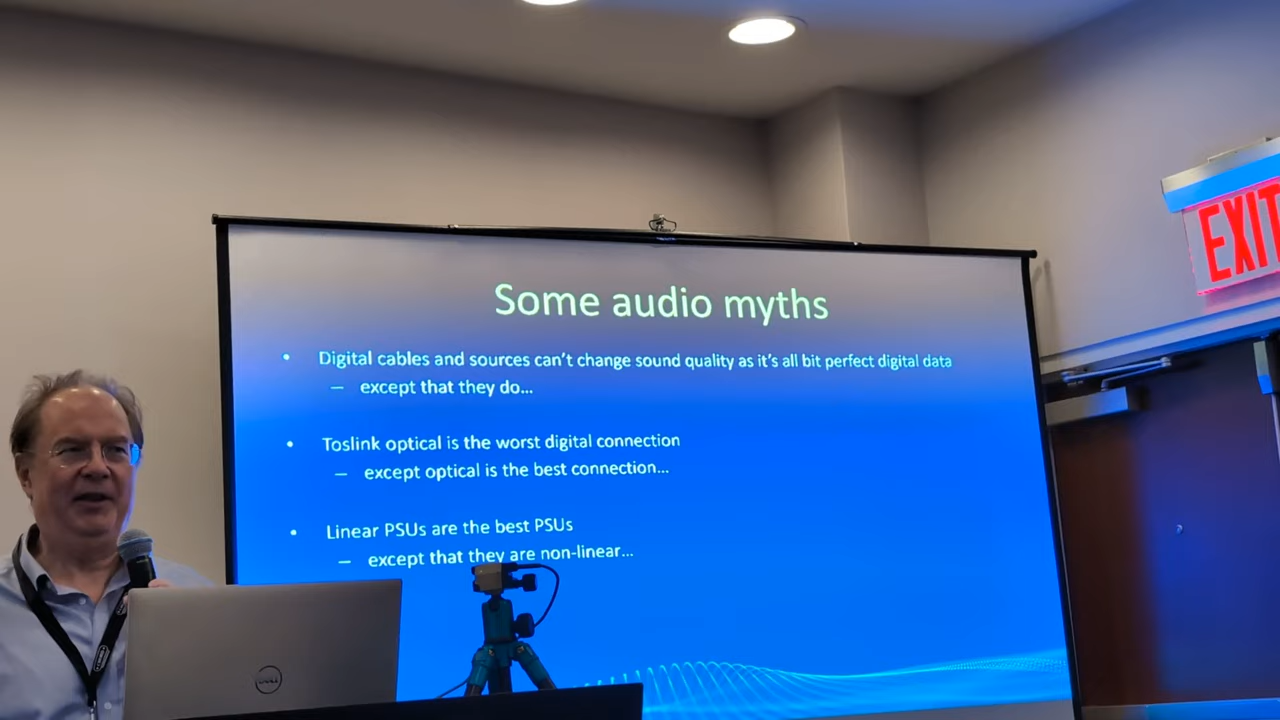 Some audio myths
• Digital cables and sources can't change sound quality as it's all bit perfect digital data
– except that they do...
• Toslink optical is the worst digital connection
– except optical is the best connection...
• Linear PSUs are the best PSUs
– except that they are non-linear...
EXIT
DELL